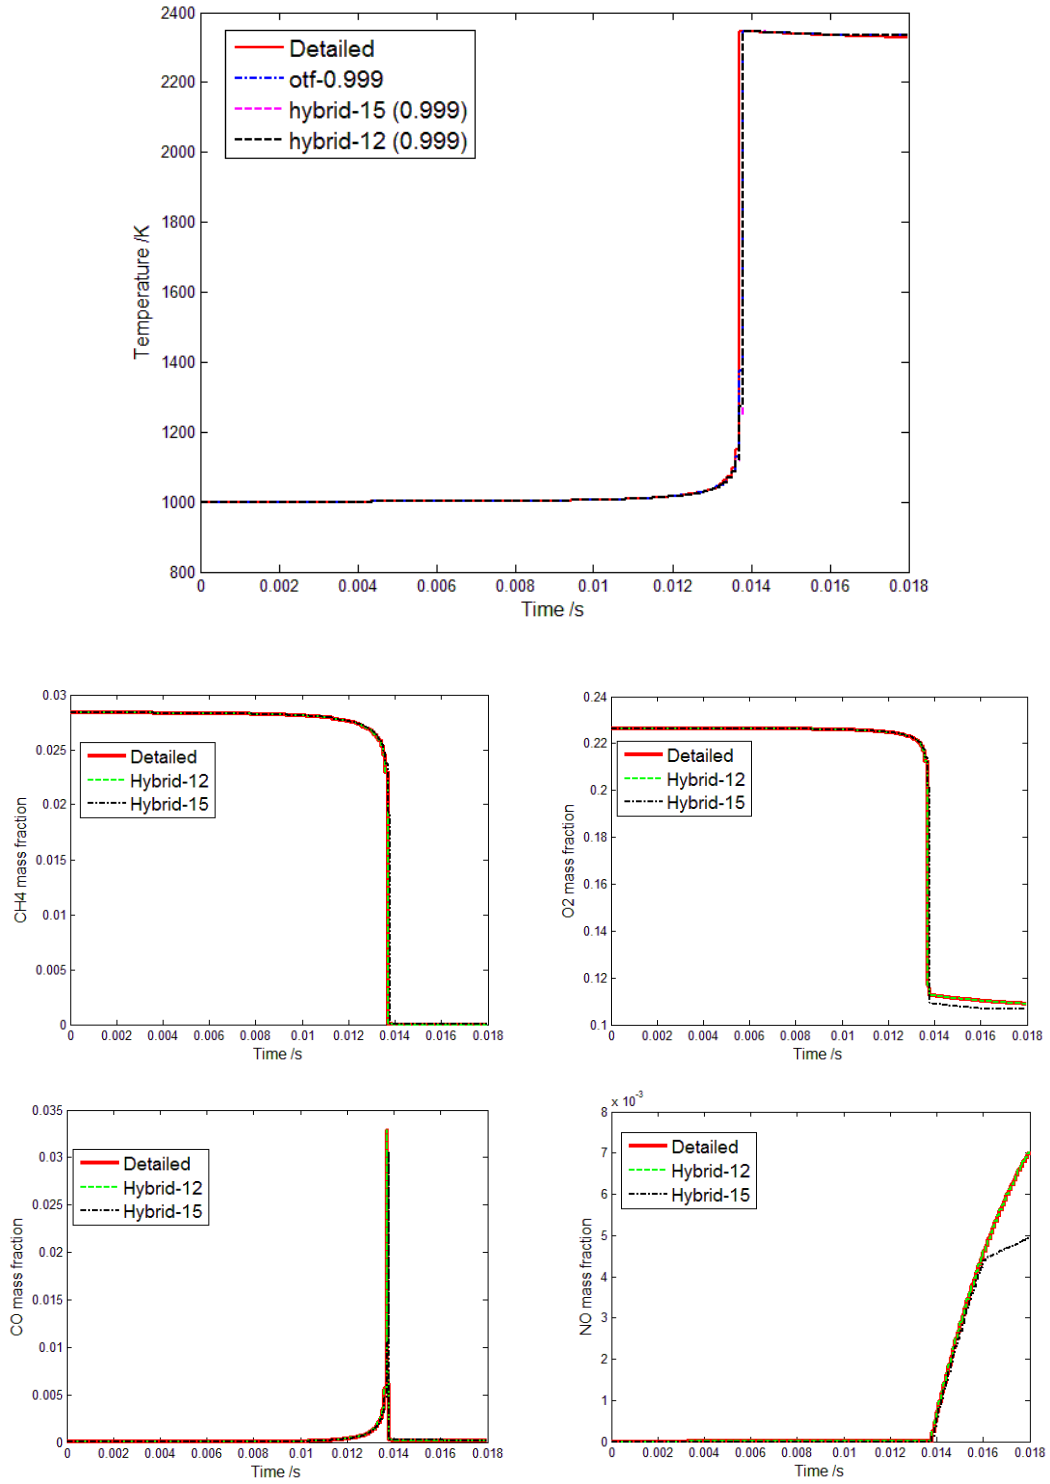 2400
2200
2000
1800
1600
1400
1200
1000
800
Temperature /K
Detailed
otf-0.999
hybrid-15 (0.999)
hybrid-12 (0.999)
0 0.002 0.004 0.006 0.008 0.01 0.012 0.014 0.016 0.018
Time /s
0.03
0.025
0.02
0.015
0.01
0.005
0
CH4 mass fraction
Detailed
Hybrid-12
Hybrid-15
0 0.002 0.004 0.006 0.008 0.01 0.012 0.014 0.016 0.018
Time /s
0.24
0.22
0.2
0.18
0.16
0.14
0.12
0.1
O2 mass fraction
Detailed
Hybrid-12
Hybrid-15
0 0.002 0.004 0.006 0.008 0.01 0.012 0.014 0.016 0.018
Time /s
0.035
0.03
0.025
0.02
0.015
0.01
0.005
0
CO mass fraction
Detailed
Hybrid-12
Hybrid-15
0 0.002 0.004 0.006 0.008 0.01 0.012 0.014 0.016 0.018
Time /s
x 10⁻³
8
7
6
5
4
3
2
1
0
NO mass fraction
Detailed
Hybrid-12
Hybrid-15
0 0.002 0.004 0.006 0.008 0.01 0.012 0.014 0.016 0.018
Time /s